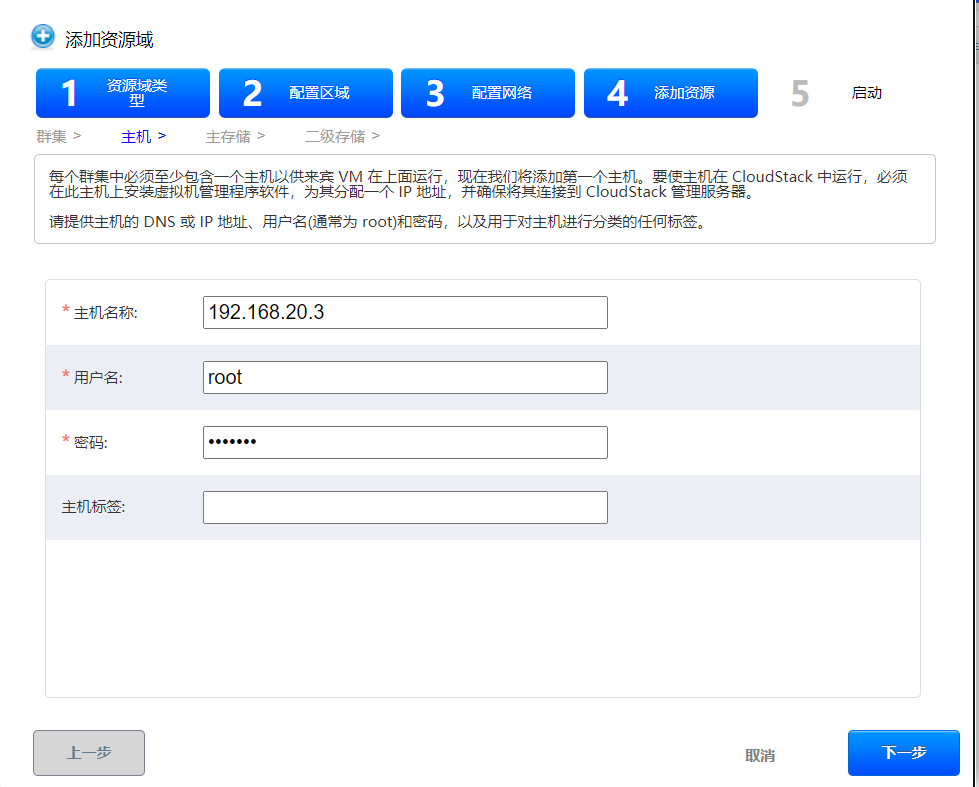 添加资源域
1 资源域类型 2 配置区域 3 配置网络 4 添加资源 5 启动
群集 > 主机 > 主存储 > 二级存储 >
每个群集中必须至少包含一个主机以供来宾 VM 在上面运行，现在我们将添加第一个主机。要使主机在 CloudStack 中运行，必须
在此主机上安装虚拟机管理程序软件，为其分配一个 IP 地址，并确保将其连接到 CloudStack 管理服务器。
请提供主机的 DNS 或 IP 地址、用户名(通常为 root)和密码，以及用于对主机进行分类的任何标签。
* 主机名称: 192.168.20.3
* 用户名: root
* 密码: •••••••
主机标签:
上一步 取消 下一步